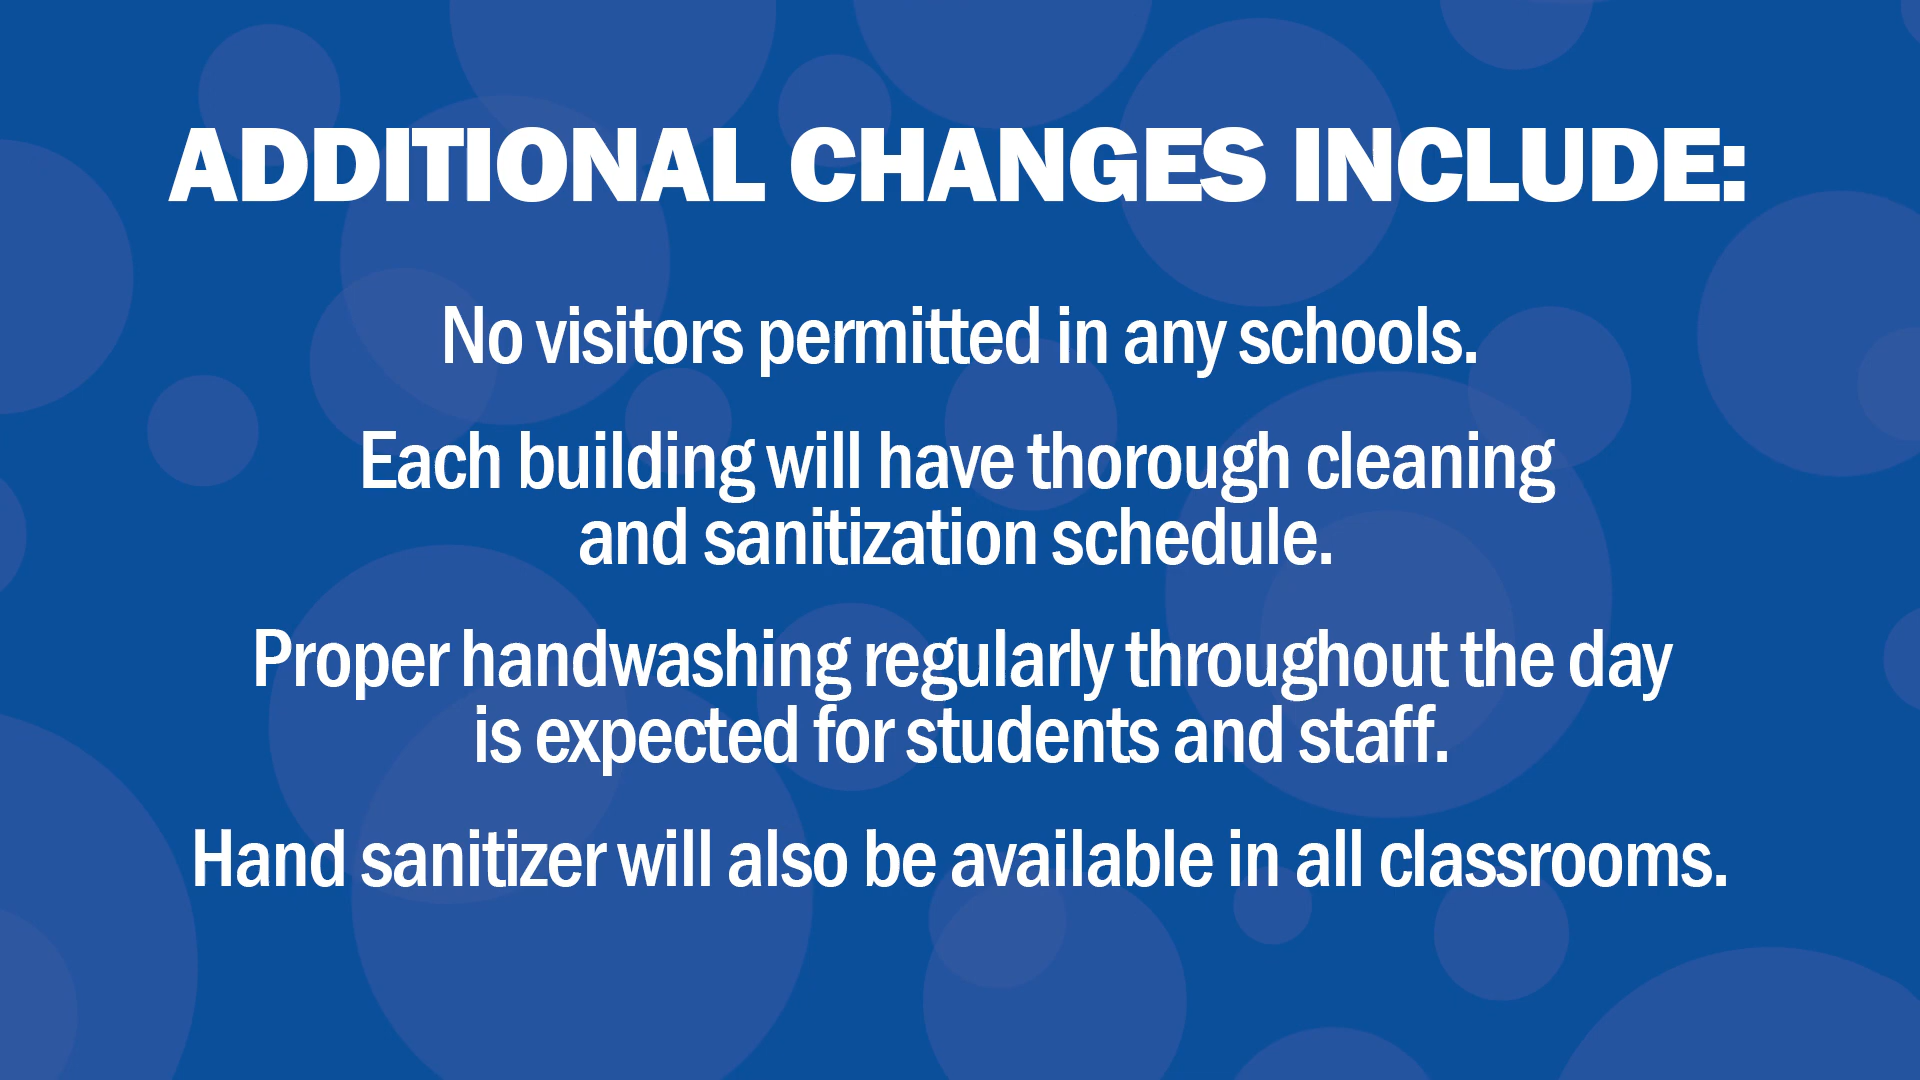 ADDITIONAL CHANGES INCLUDE:
No visitors permitted in any schools.
Each building will have thorough cleaning
and sanitization schedule.
Proper handwashing regularly throughout the day
is expected for students and staff.
Hand sanitizer will also be available in all classrooms.